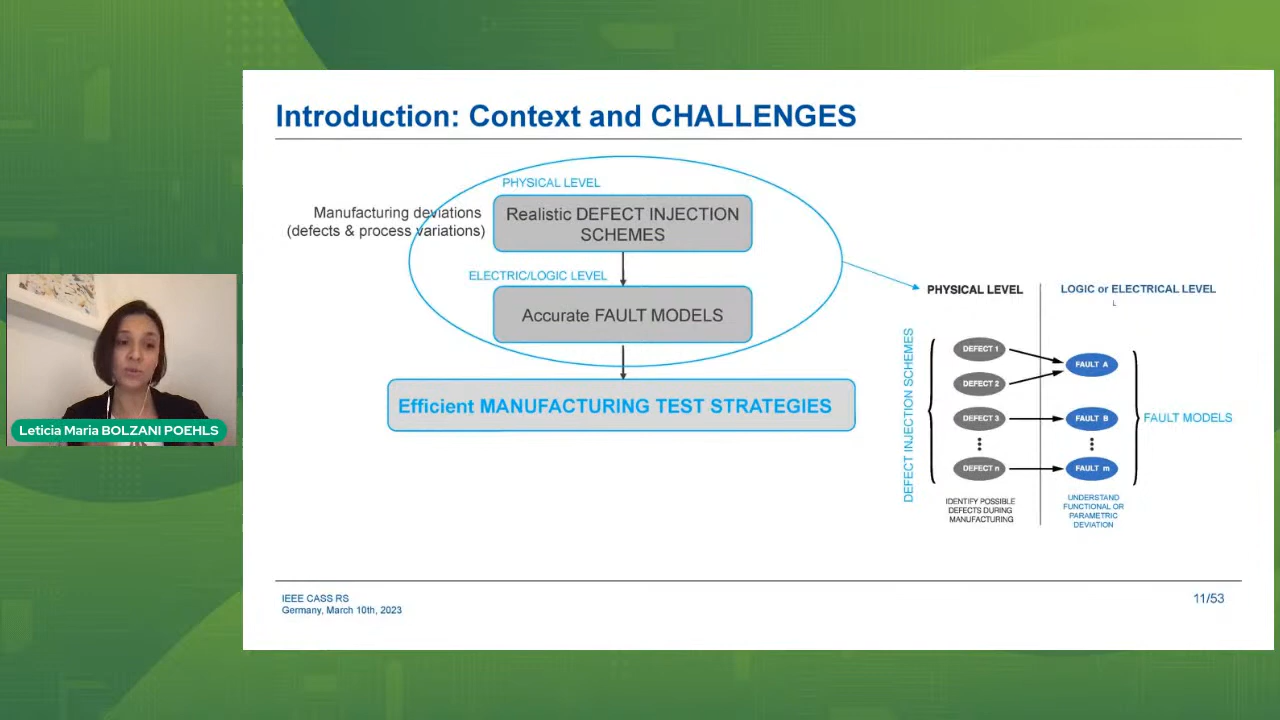 Introduction: Context and CHALLENGES
PHYSICAL LEVEL
Manufacturing deviations
(defects & process variations)
Realistic DEFECT INJECTION
SCHEMES
ELECTRIC/LOGIC LEVEL
Accurate FAULT MODELS
Efficient MANUFACTURING TEST STRATEGIES
PHYSICAL LEVEL
LOGIC or ELECTRICAL LEVEL
L
DEFECT INJECTION SCHEMES
DEFECT 1
DEFECT 2
DEFECT 3
DEFECT n
FAULT A
FAULT B
FAULT m
FAULT MODELS
IDENTIFY POSSIBLE
DEFECTS DURING
MANUFACTURING
UNDERSTAND
FUNCTIONAL OR
PARAMETRIC
DEVIATION
Leticia Maria BOLZANI POEHLS
IEEE CASS RS
Germany, March 10th, 2023
11/53